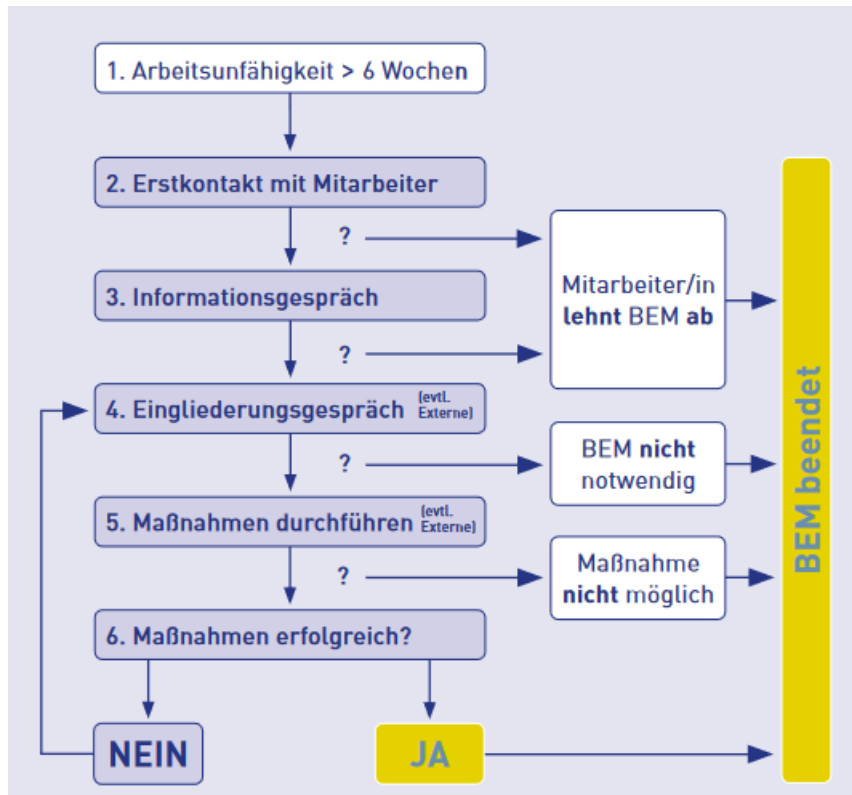 1. Arbeitsunfähigkeit > 6 Wochen
2. Erstkontakt mit Mitarbeiter
?
Mitarbeiter/in
lehnt BEM ab
3. Informationsgespräch
?
4. Eingliederungsgespräch (evtl. Externe)
?
BEM nicht
notwendig
5. Maßnahmen durchführen (evtl. Externe)
?
Maßnahme
nicht möglich
6. Maßnahmen erfolgreich?
NEIN
JA
BEM beendet